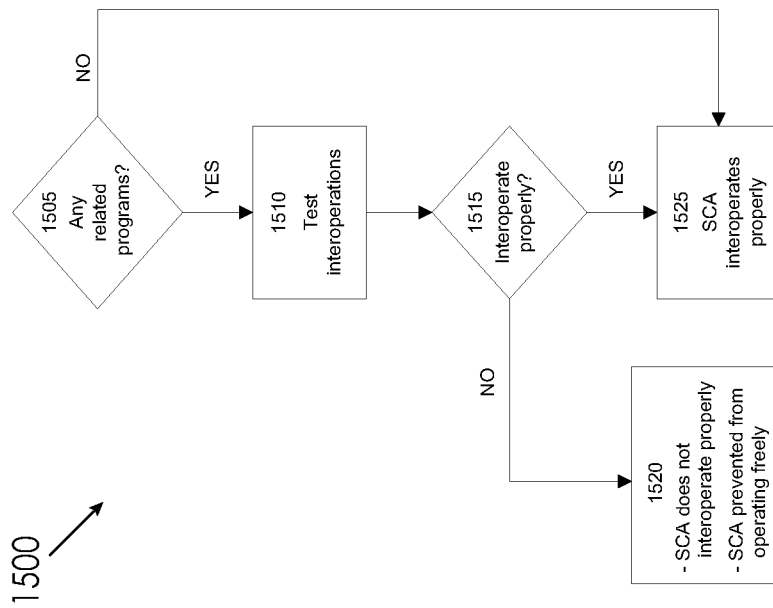 1500
1505
Any
related
programs?
NO
YES
1510
Test
interoperations
1515
Interoperate
properly?
NO
YES
1520
- SCA does not
interoperate properly
- SCA prevented from
operating freely
1525
SCA
interoperates
properly